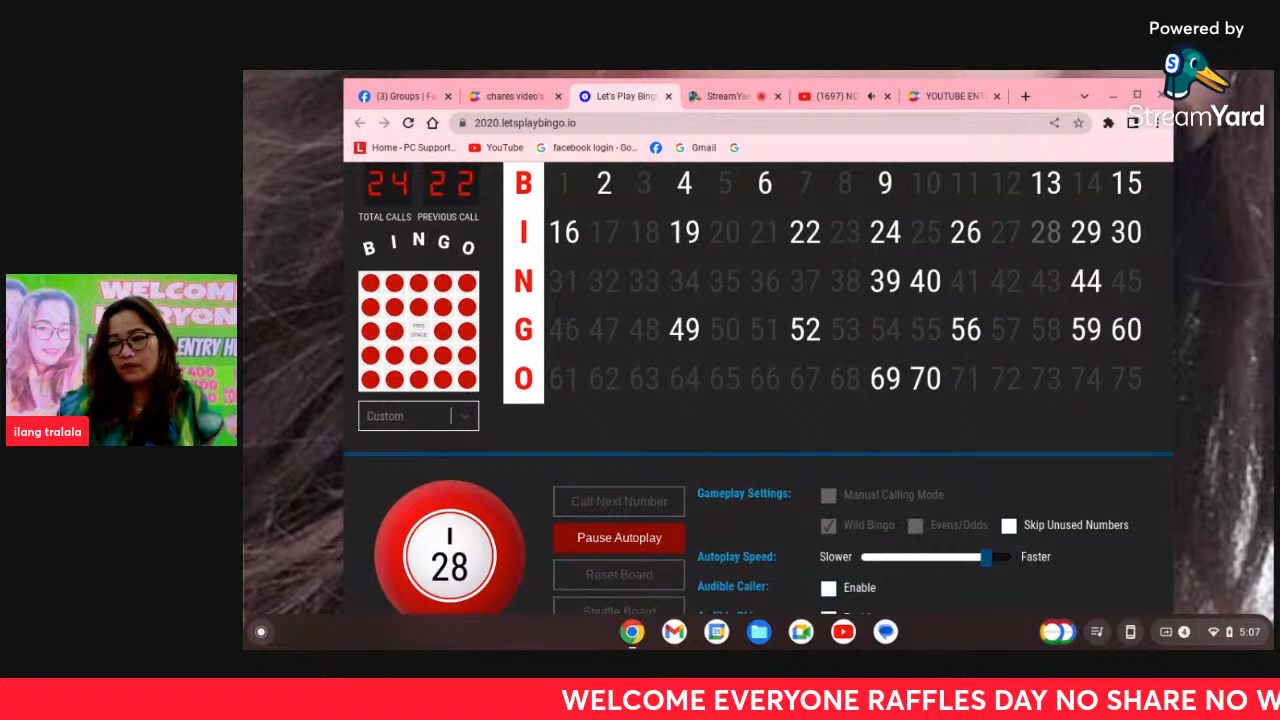 Powered by
StreamYard
(3) Groups | Fa
chares video's
Let's Play Bing
StreamYar
(1697) NO
YOUTUBE ENT
2020.letsplaybingo.io
Home - PC Support...
YouTube
facebook login - Go...
Gmail
24 22
TOTAL CALLS PREVIOUS CALL
B I N G O
FREE SPACE
Custom
B 1 2 3 4 5 6 7 8 9 10 11 12 13 14 15
I 16 17 18 19 20 21 22 23 24 25 26 27 28 29 30
N 31 32 33 34 35 36 37 38 39 40 41 42 43 44 45
G 46 47 48 49 50 51 52 53 54 55 56 57 58 59 60
O 61 62 63 64 65 66 67 68 69 70 71 72 73 74 75
WELCOME
EVERYON
ENTRY
400
ilang tralala
I
28
Call Next Number
Pause Autoplay
Reset Board
Shuffle Board
Gameplay Settings:
Manual Calling Mode
Wild Bingo
Evens/Odds
Skip Unused Numbers
Autoplay Speed:
Slower
Faster
Audible Caller:
Enable
4
5:07
WELCOME EVERYONE RAFFLES DAY NO SHARE NO W